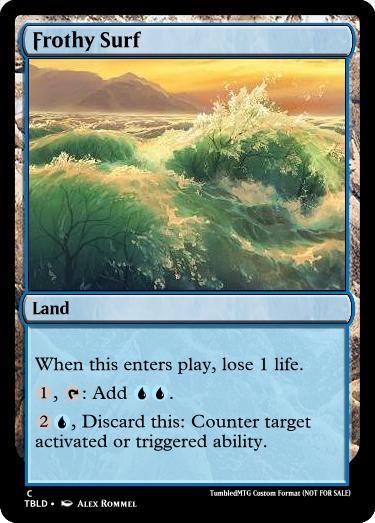 Frothy Surf
Land
When this enters play, lose 1 life.
1, : Add .
2, Discard this: Counter target
activated or triggered ability.
C
TBLD • Alex Rommel
TumbledMTG Custom Format (NOT FOR SALE)